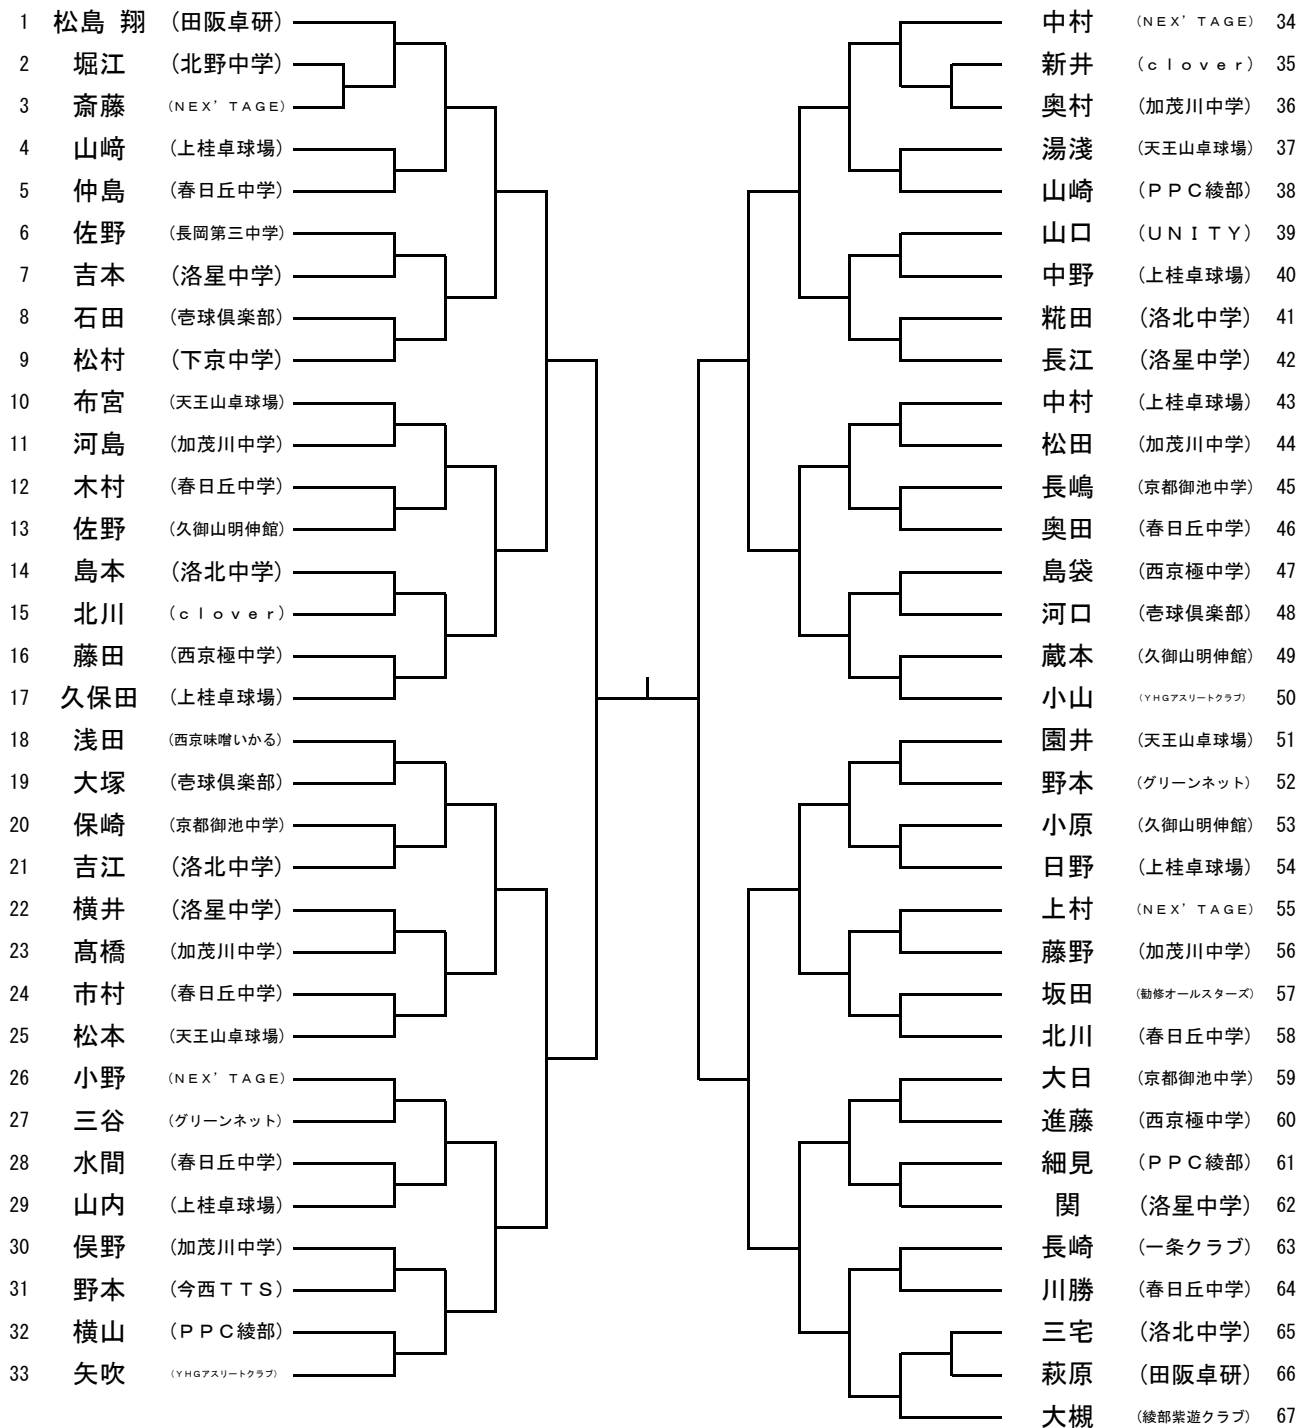 1 松島 翔 (田阪卓研)
2 堀江 (北野中学)
3 斎藤 (NEX'TAGE)
4 山﨑 (上桂卓球場)
5 仲島 (春日丘中学)
6 佐野 (長岡第三中学)
7 吉本 (洛星中学)
8 石田 (壱球倶楽部)
9 松村 (下京中学)
10 布宮 (天王山卓球場)
11 河島 (加茂川中学)
12 木村 (春日丘中学)
13 佐野 (久御山明伸館)
14 島本 (洛北中学)
15 北川 (clover)
16 藤田 (西京極中学)
17 久保田 (上桂卓球場)
18 浅田 (西京味噌いかる)
19 大塚 (壱球倶楽部)
20 保崎 (京都御池中学)
21 吉江 (洛北中学)
22 横井 (洛星中学)
23 髙橋 (加茂川中学)
24 市村 (春日丘中学)
25 松本 (天王山卓球場)
26 小野 (NEX'TAGE)
27 三谷 (グリーンネット)
28 水間 (春日丘中学)
29 山内 (上桂卓球場)
30 俣野 (加茂川中学)
31 野本 (今西TTS)
32 横山 (PPC綾部)
33 矢吹 (YHGアスリートクラブ)
中村 (NEX'TAGE) 34
新井 (clover) 35
奥村 (加茂川中学) 36
湯淺 (天王山卓球場) 37
山崎 (PPC綾部) 38
山口 (UNITY) 39
中野 (上桂卓球場) 40
糀田 (洛北中学) 41
長江 (洛星中学) 42
中村 (上桂卓球場) 43
松田 (加茂川中学) 44
長嶋 (京都御池中学) 45
奥田 (春日丘中学) 46
島袋 (西京極中学) 47
河口 (壱球倶楽部) 48
蔵本 (久御山明伸館) 49
小山 (YHGアスリートクラブ) 50
園井 (天王山卓球場) 51
野本 (グリーンネット) 52
小原 (久御山明伸館) 53
日野 (上桂卓球場) 54
上村 (NEX'TAGE) 55
藤野 (加茂川中学) 56
坂田 (勧修オールスターズ) 57
北川 (春日丘中学) 58
大日 (京都御池中学) 59
進藤 (西京極中学) 60
細見 (PPC綾部) 61
関 (洛星中学) 62
長崎 (一条クラブ) 63
川勝 (春日丘中学) 64
三宅 (洛北中学) 65
萩原 (田阪卓研) 66
大槻 (綾部紫遊クラブ) 67